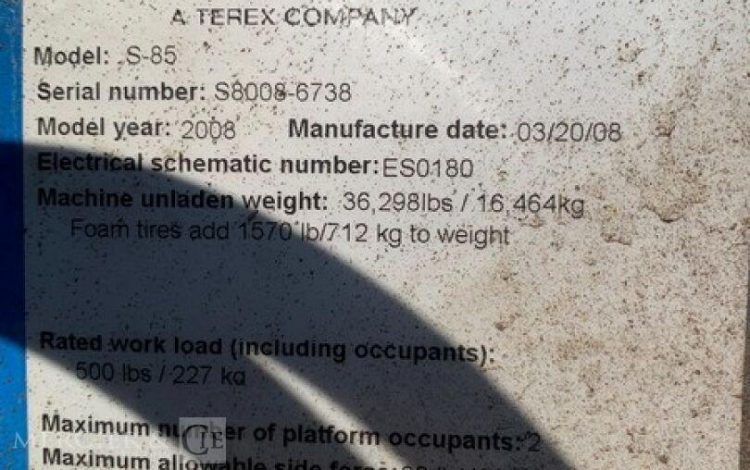 A TEREX COMPANY
Model: S-85
Serial number: S8008-6738
Model year: 2008 Manufacture date: 03/20/08
Electrical schematic number: ES0180
Machine unladen weight: 36,298lbs / 16,464kg
Foam tires add 1570 lb/712 kg to weight
Rated work load (including occupants):
500 lbs / 227 kg
Maximum number of platform occupants: 2
Maximum allowable side force: